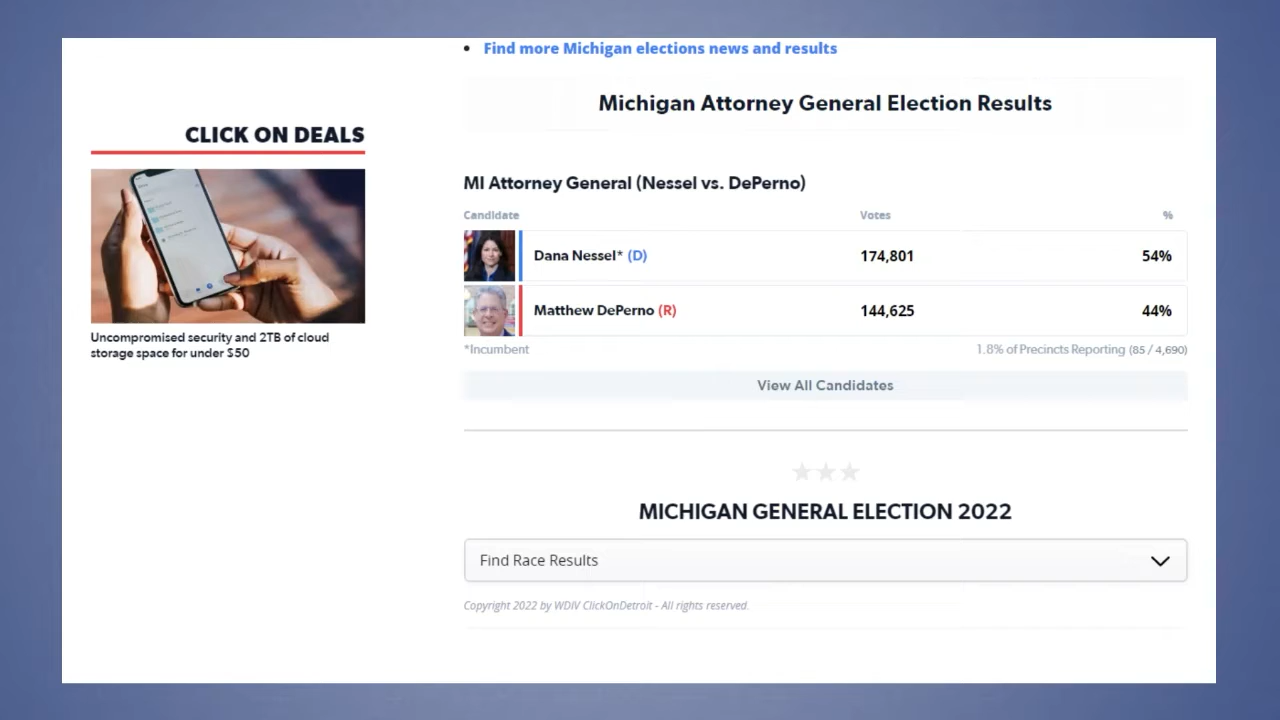 Find more Michigan elections news and results
Michigan Attorney General Election Results
CLICK ON DEALS
Uncompromised security and 2TB of cloud
storage space for under $50
MI Attorney General (Nessel vs. DePerno)
Candidate Votes %
Dana Nessel* (D) 174,801 54%
Matthew DePerno (R) 144,625 44%
*Incumbent 1.8% of Precincts Reporting (85 / 4,690)
View All Candidates
MICHIGAN GENERAL ELECTION 2022
Find Race Results
Copyright 2022 by WDIV ClickOnDetroit - All rights reserved.